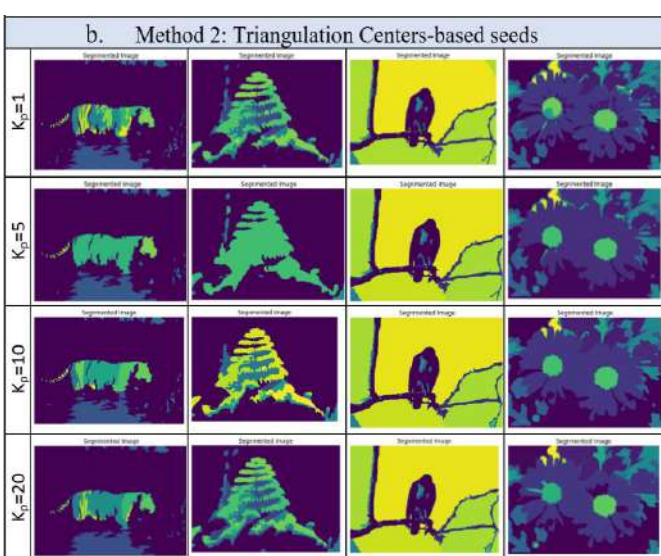 b. Method 2: Triangulation Centers-based seeds
Segmented Image Segmented Image Segmented Image Segmented Image
Kp=1
Segmented Image Segmented Image Segmented Image Segmented Image
Kp=5
Segmented Image Segmented Image Segmented Image Segmented Image
Kp=10
Segmented Image Segmented Image Segmented Image Segmented Image
Kp=20